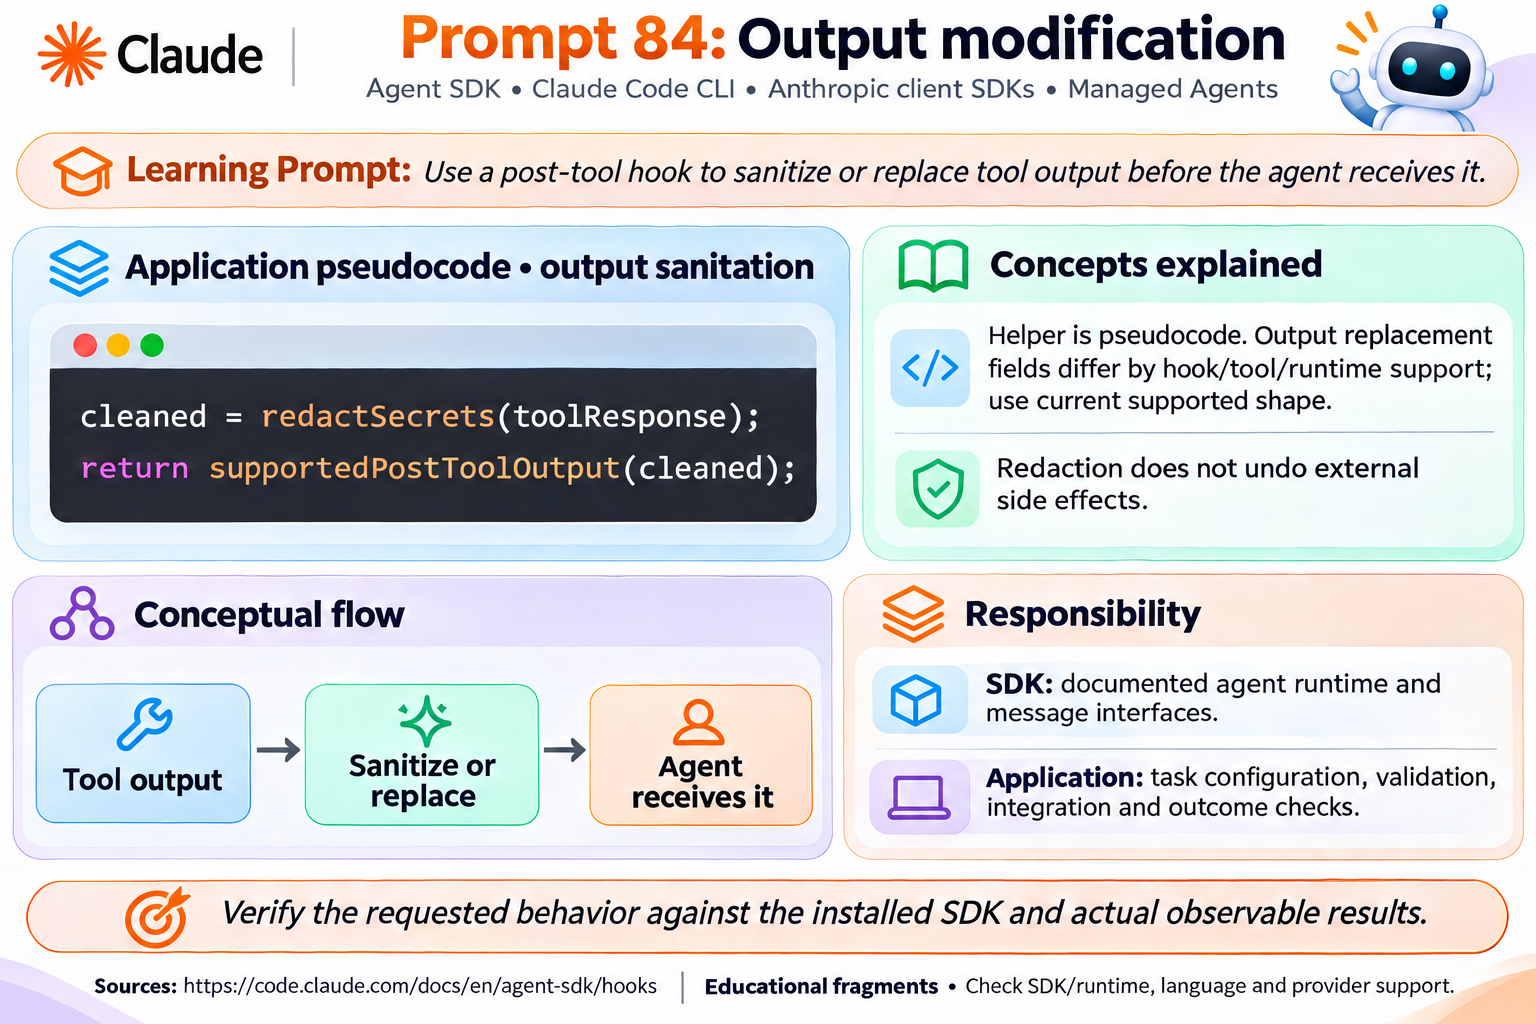 Claude
Prompt 84: Output modification
Agent SDK • Claude Code CLI • Anthropic client SDKs • Managed Agents
Learning Prompt: Use a post-tool hook to sanitize or replace tool output before the agent receives it.
Application pseudocode • output sanitation
cleaned = redactSecrets(toolResponse);
return supportedPostToolOutput(cleaned);
Concepts explained
Helper is pseudocode. Output replacement
fields differ by hook/tool/runtime support;
use current supported shape.
Redaction does not undo external
side effects.
Conceptual flow
Tool output
Sanitize or
replace
Agent
receives it
Responsibility
SDK: documented agent runtime and
message interfaces.
Application: task configuration, validation,
integration and outcome checks.
Verify the requested behavior against the installed SDK and actual observable results.
Sources: https://code.claude.com/docs/en/agent-sdk/hooks
Educational fragments • Check SDK/runtime, language and provider support.